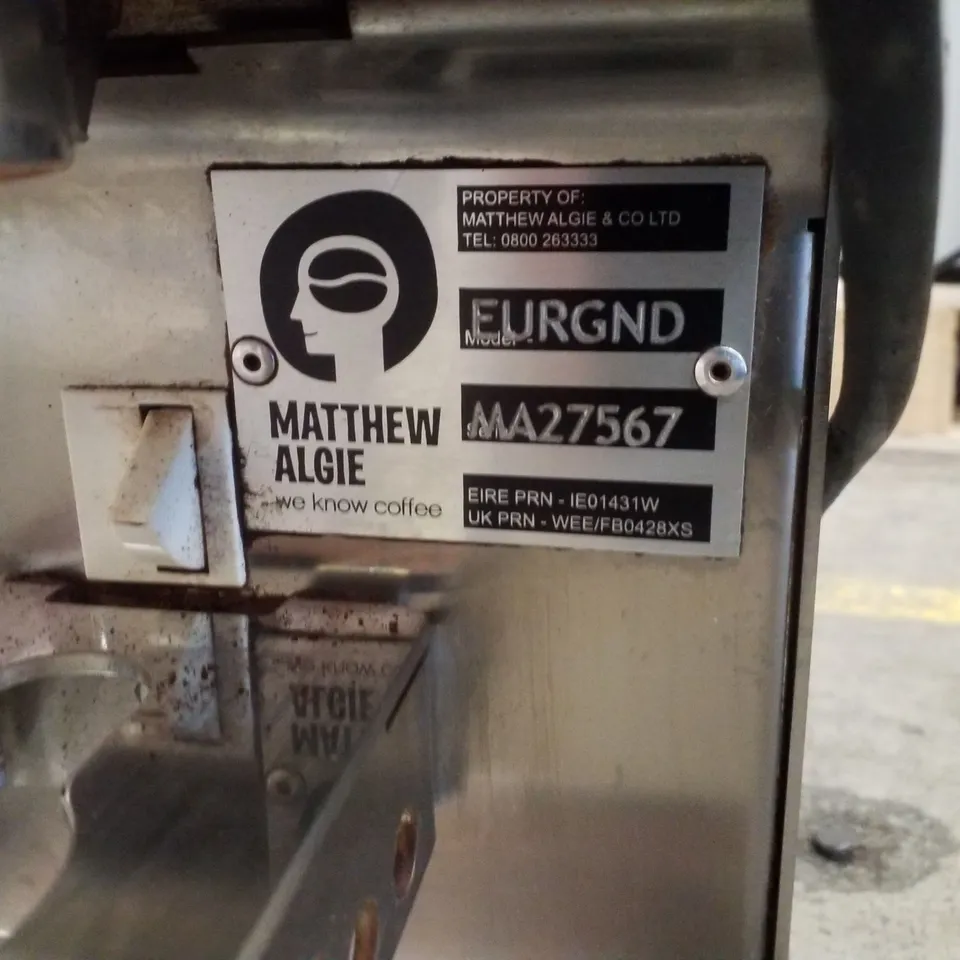 PROPERTY OF:
MATTHEW ALGIE & CO LTD
TEL: 0800 263333
Model -
EURGND
MA27567
MATTHEW
ALGIE
we know coffee
EIRE PRN - IE01431W
UK PRN - WEE/FB0428XS